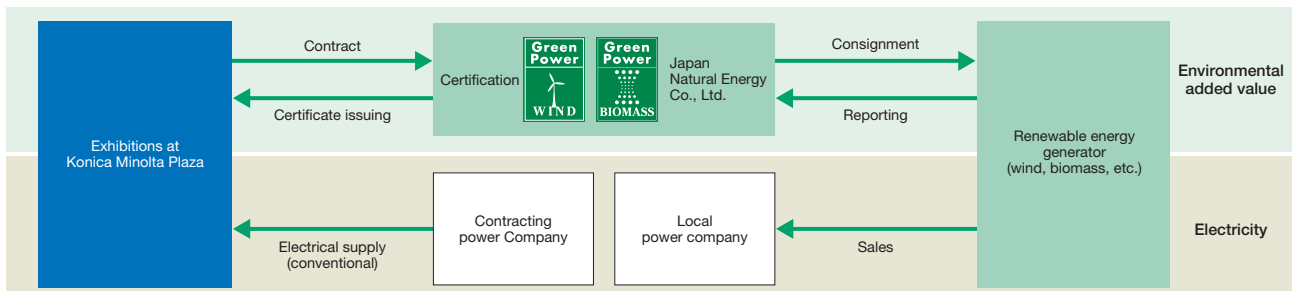 Contract
Certificate issuing
Exhibitions at
Konica Minolta Plaza
Certification
Green
Power
WIND
Green
Power
BIOMASS
Japan
Natural Energy
Co., Ltd.
Consignment
Reporting
Renewable energy
generator
(wind, biomass, etc.)
Environmental
added value
Electrical supply
(conventional)
Contracting
power Company
Local
power company
Sales
Electricity